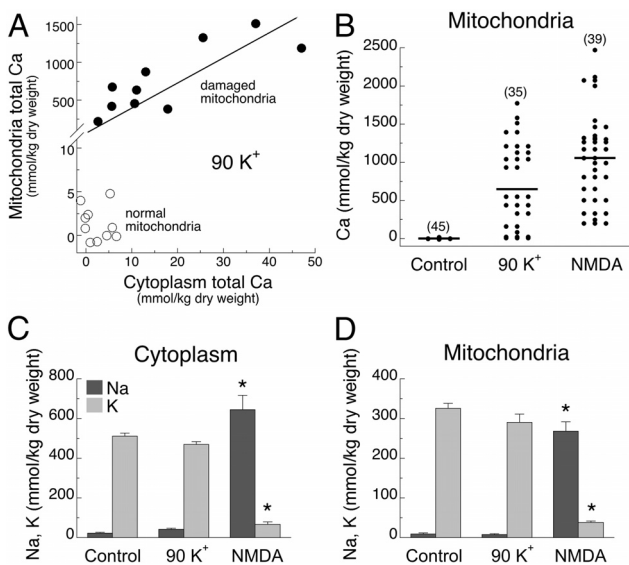 A
Mitochondria total Ca
(mmol/kg dry weight)
1500
1000
500
10
5
0
damaged
mitochondria
90 K⁺
normal
mitochondria
0
10
20
30
40
50
Cytoplasm total Ca
(mmol/kg dry weight)
B
Mitochondria
Ca (mmol/kg dry weight)
2500
2000
1500
1000
500
0
(45)
(35)
(39)
Control
90 K⁺
NMDA
C
Cytoplasm
Na, K (mmol/kg dry weight)
800
600
400
200
0
Na
K
*
*
Control
90 K⁺
NMDA
D
Mitochondria
Na, K (mmol/kg dry weight)
400
300
200
100
0
*
*
Control
90 K⁺
NMDA